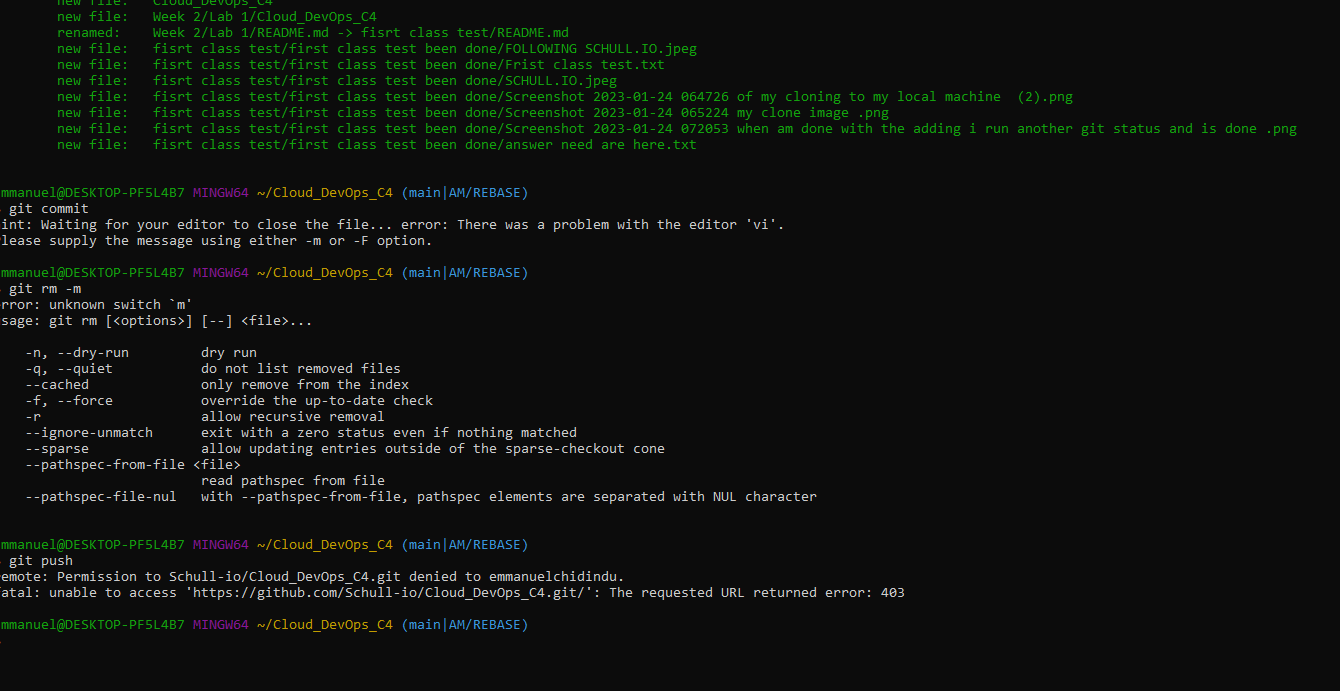 new file:   Cloud_DevOps_C4
new file:   Week 2/Lab 1/Cloud_DevOps_C4
renamed:    Week 2/Lab 1/README.md -> fisrt class test/README.md
new file:   fisrt class test/first class test been done/FOLLOWING SCHULL.IO.jpeg
new file:   fisrt class test/first class test been done/Frist class test.txt
new file:   fisrt class test/first class test been done/SCHULL.IO.jpeg
new file:   fisrt class test/first class test been done/Screenshot 2023-01-24 064726 of my cloning to my local machine  (2).png
new file:   fisrt class test/first class test been done/Screenshot 2023-01-24 065224 my clone image .png
new file:   fisrt class test/first class test been done/Screenshot 2023-01-24 072053 when am done with the adding i run another git status and is done .png
new file:   fisrt class test/first class test been done/answer need are here.txt
mmanuel@DESKTOP-PF5L4B7 MINGW64 ~/Cloud_DevOps_C4 (main|AM/REBASE)
git commit
int: Waiting for your editor to close the file... error: There was a problem with the editor 'vi'.
lease supply the message using either -m or -F option.
mmanuel@DESKTOP-PF5L4B7 MINGW64 ~/Cloud_DevOps_C4 (main|AM/REBASE)
git rm -m
rror: unknown switch `m'
sage: git rm [<options>] [--] <file>...
-n, --dry-run         dry run
-q, --quiet           do not list removed files
--cached              only remove from the index
-f, --force           override the up-to-date check
-r                    allow recursive removal
--ignore-unmatch      exit with a zero status even if nothing matched
--sparse              allow updating entries outside of the sparse-checkout cone
--pathspec-from-file <file>
read pathspec from file
--pathspec-file-nul   with --pathspec-from-file, pathspec elements are separated with NUL character
mmanuel@DESKTOP-PF5L4B7 MINGW64 ~/Cloud_DevOps_C4 (main|AM/REBASE)
git push
emote: Permission to Schull-io/Cloud_DevOps_C4.git denied to emmanuelchidindu.
atal: unable to access 'https://github.com/Schull-io/Cloud_DevOps_C4.git/': The requested URL returned error: 403
mmanuel@DESKTOP-PF5L4B7 MINGW64 ~/Cloud_DevOps_C4 (main|AM/REBASE)